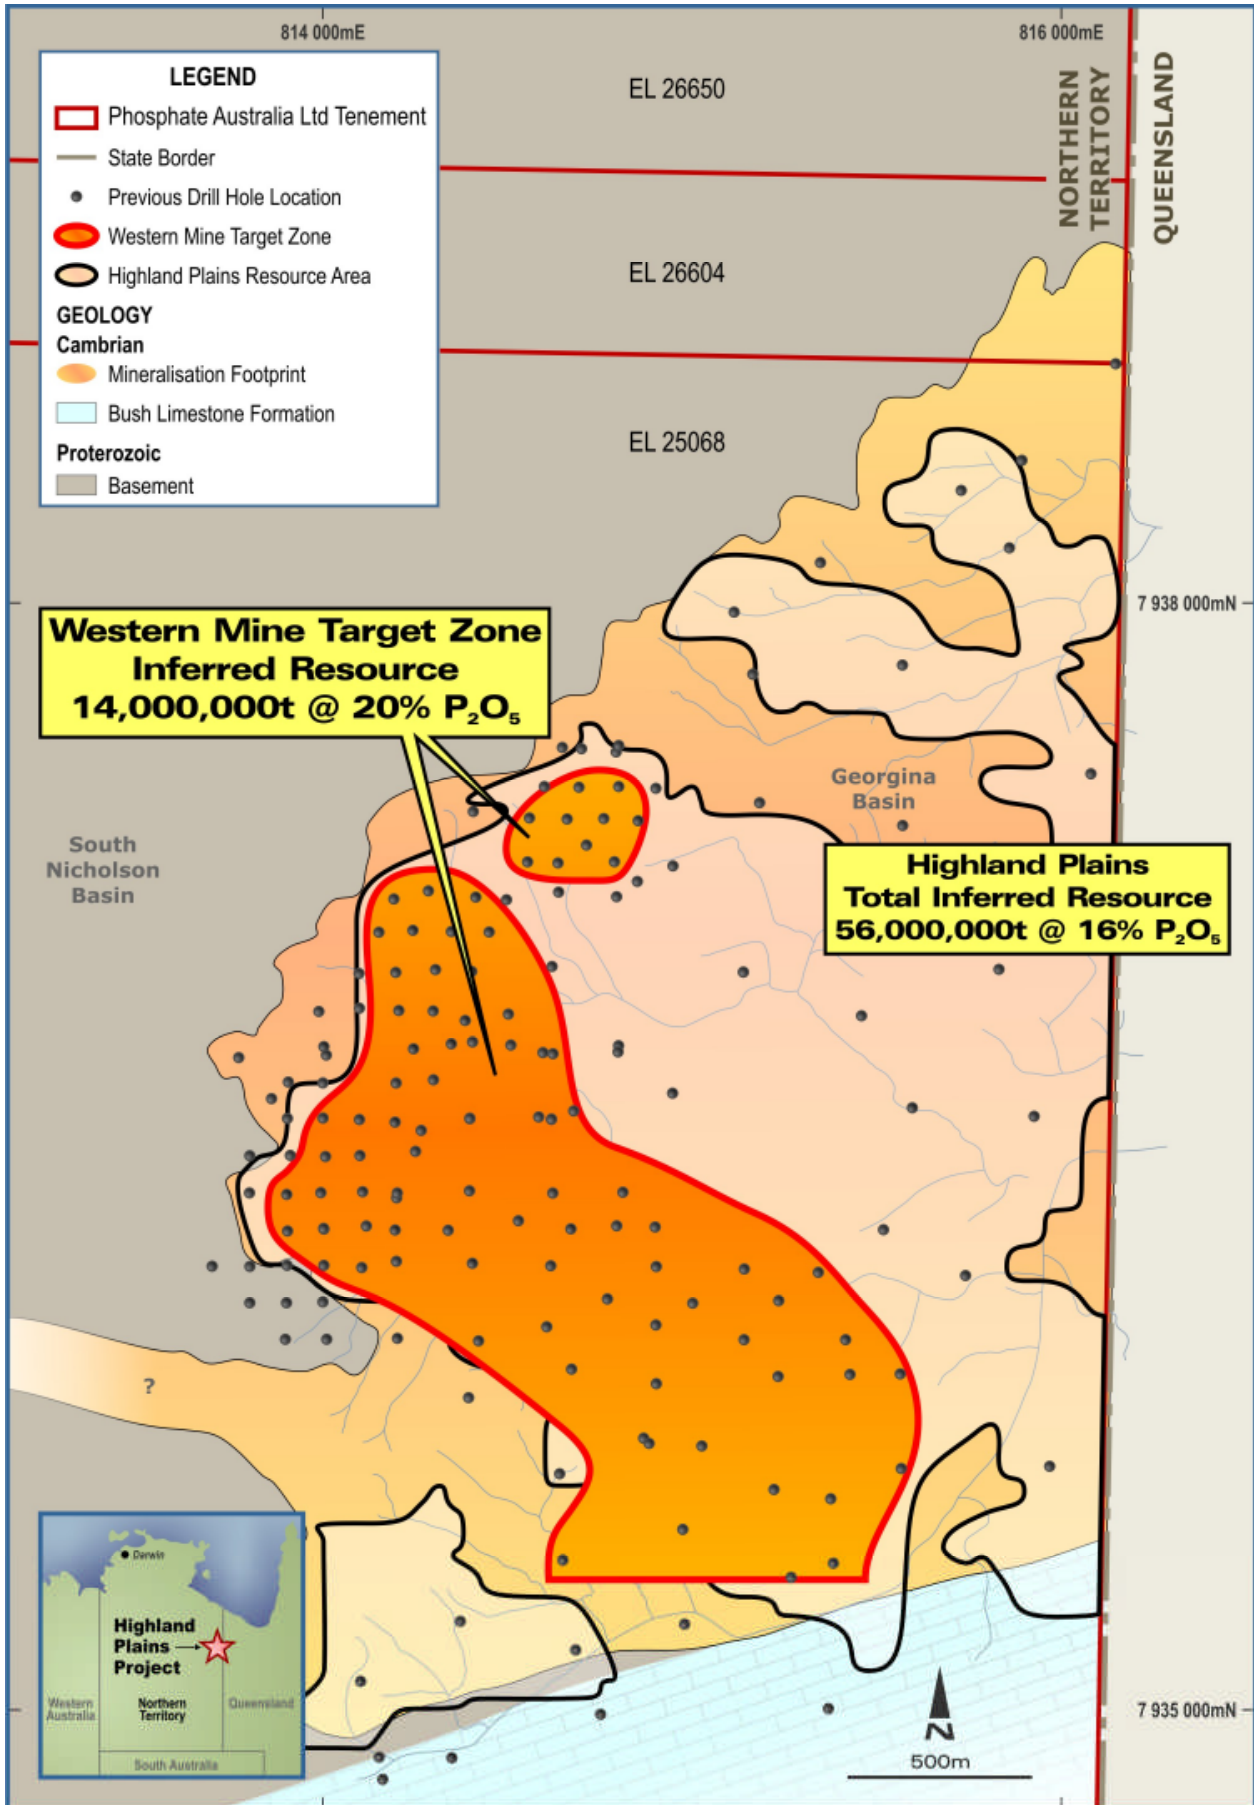 814 000mE
816 000mE
LEGEND
Phosphate Australia Ltd Tenement
State Border
Previous Drill Hole Location
Western Mine Target Zone
Highland Plains Resource Area
GEOLOGY
Cambrian
Mineralisation Footprint
Bush Limestone Formation
Proterozoic
Basement
EL 26650
EL 26604
EL 25068
NORTHERN
TERRITORY
QUEENSLAND
7 938 000mN
Western Mine Target Zone
Inferred Resource
14,000,000t @ 20% P₂O₅
Georgina
Basin
South
Nicholson
Basin
Highland Plains
Total Inferred Resource
56,000,000t @ 16% P₂O₅
?
Darwin
Highland
Plains
Project
Western
Australia
Northern
Territory
Queensland
South Australia
N
500m
7 935 000mN